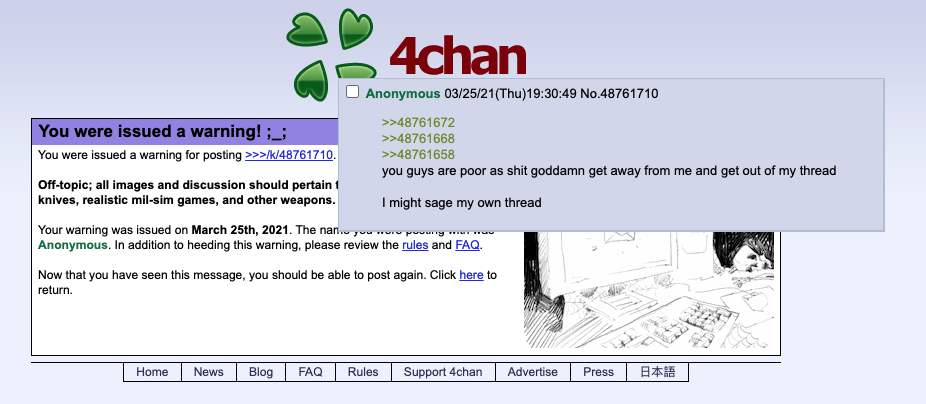 4chan
Anonymous 03/25/21(Thu)19:30:49 No.48761710
>>48761672
>>48761668
>>48761658
you guys are poor as shit goddamn get away from me and get out of my thread
I might sage my own thread
You were issued a warning! ;_;
You were issued a warning for posting >>>/k/48761710.
Off-topic; all images and discussion should pertain
knives, realistic mil-sim games, and other weapons.
Your warning was issued on March 25th, 2021. The name you were posting with was
Anonymous. In addition to heeding this warning, please review the rules and FAQ.
Now that you have seen this message, you should be able to post again. Click here to
return.
Home News Blog FAQ Rules Support 4chan Advertise Press 日本語